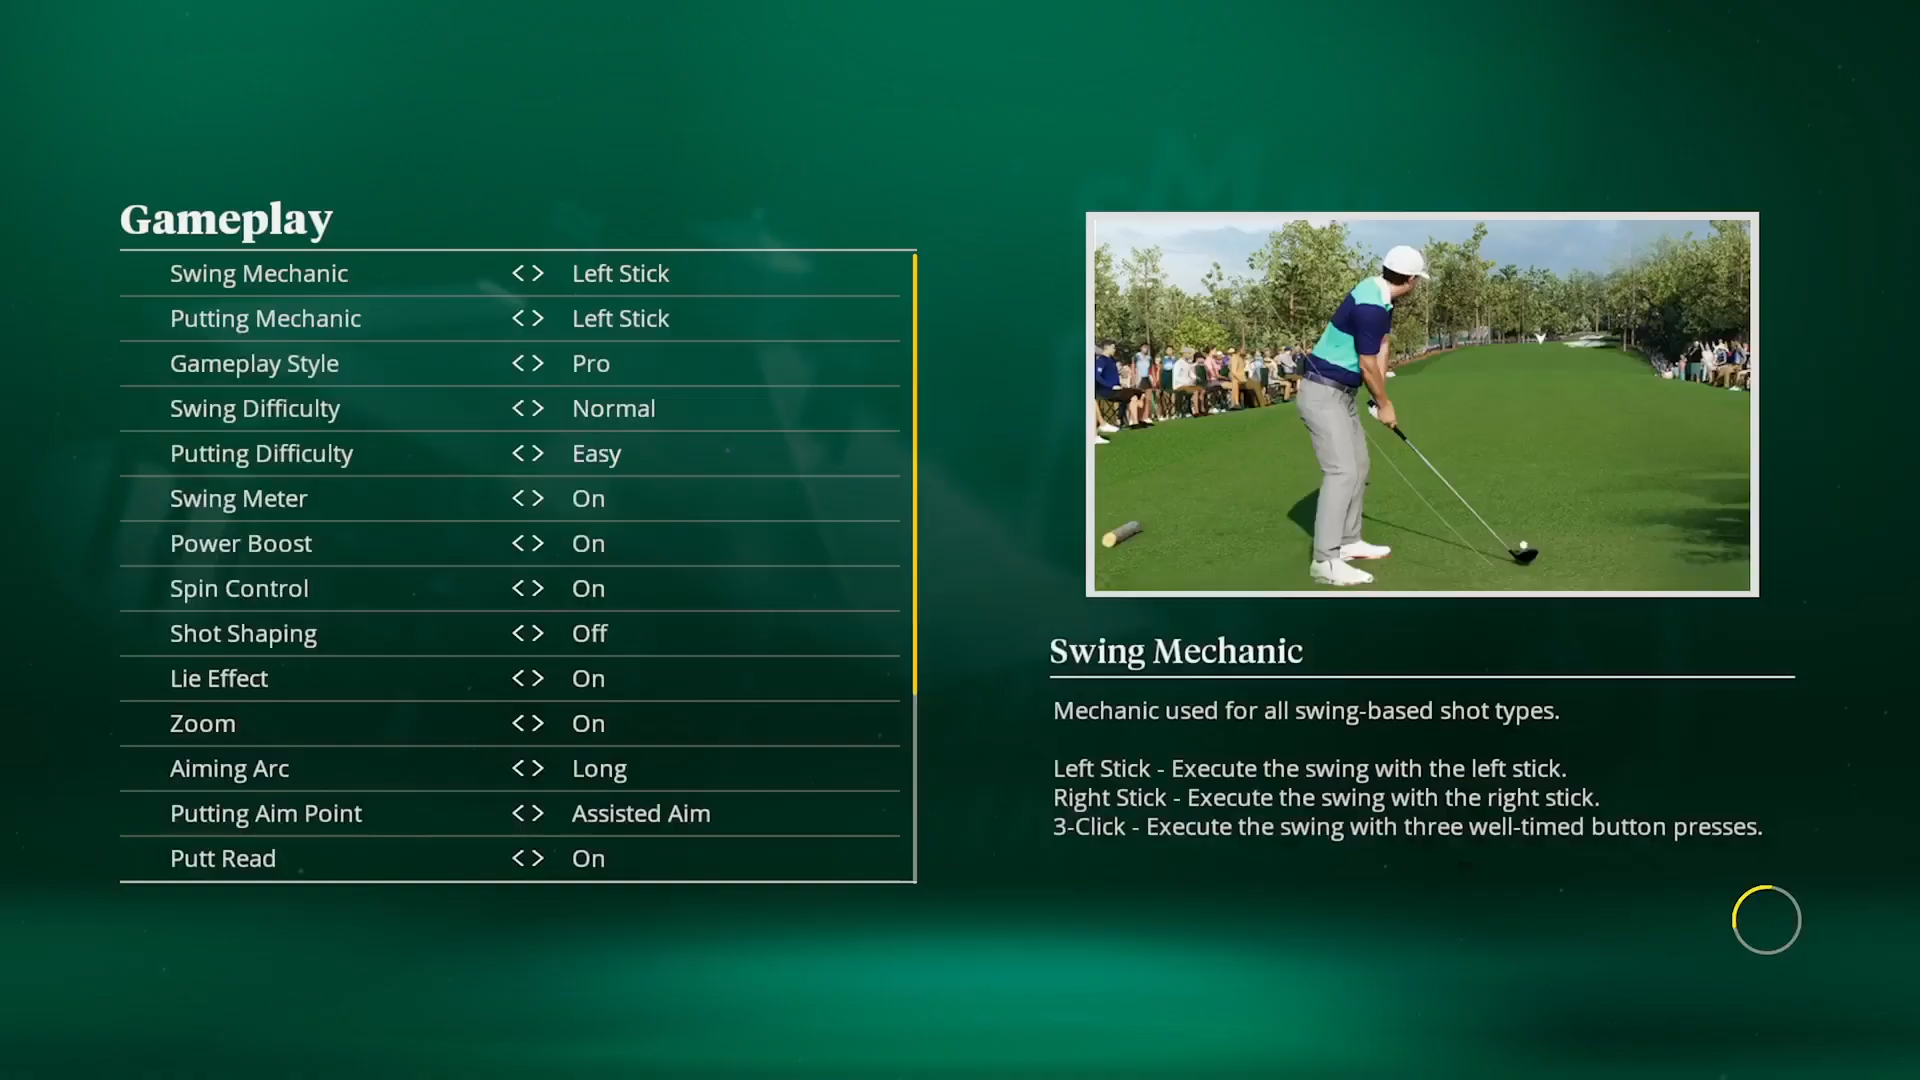 Gameplay
Swing Mechanic < > Left Stick
Putting Mechanic < > Left Stick
Gameplay Style < > Pro
Swing Difficulty < > Normal
Putting Difficulty < > Easy
Swing Meter < > On
Power Boost < > On
Spin Control < > On
Shot Shaping < > Off
Lie Effect < > On
Zoom < > On
Aiming Arc < > Long
Putting Aim Point < > Assisted Aim
Putt Read < > On
Swing Mechanic
Mechanic used for all swing-based shot types.
Left Stick - Execute the swing with the left stick.
Right Stick - Execute the swing with the right stick.
3-Click - Execute the swing with three well-timed button presses.